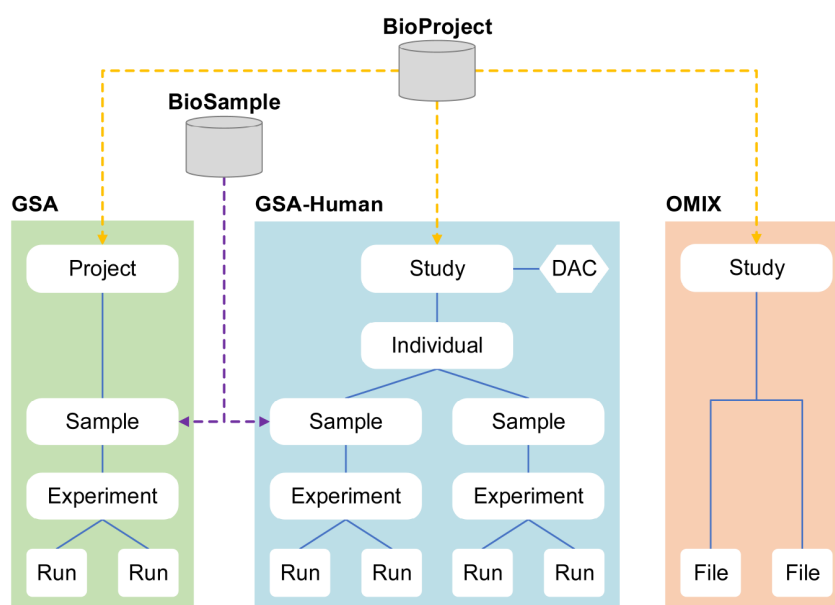 BioProject
BioSample
GSA
GSA-Human
OMIX
Project
Study
DAC
Study
Individual
Sample
Sample
Sample
Experiment
Experiment
Experiment
Run
Run
Run
Run
Run
Run
File
File